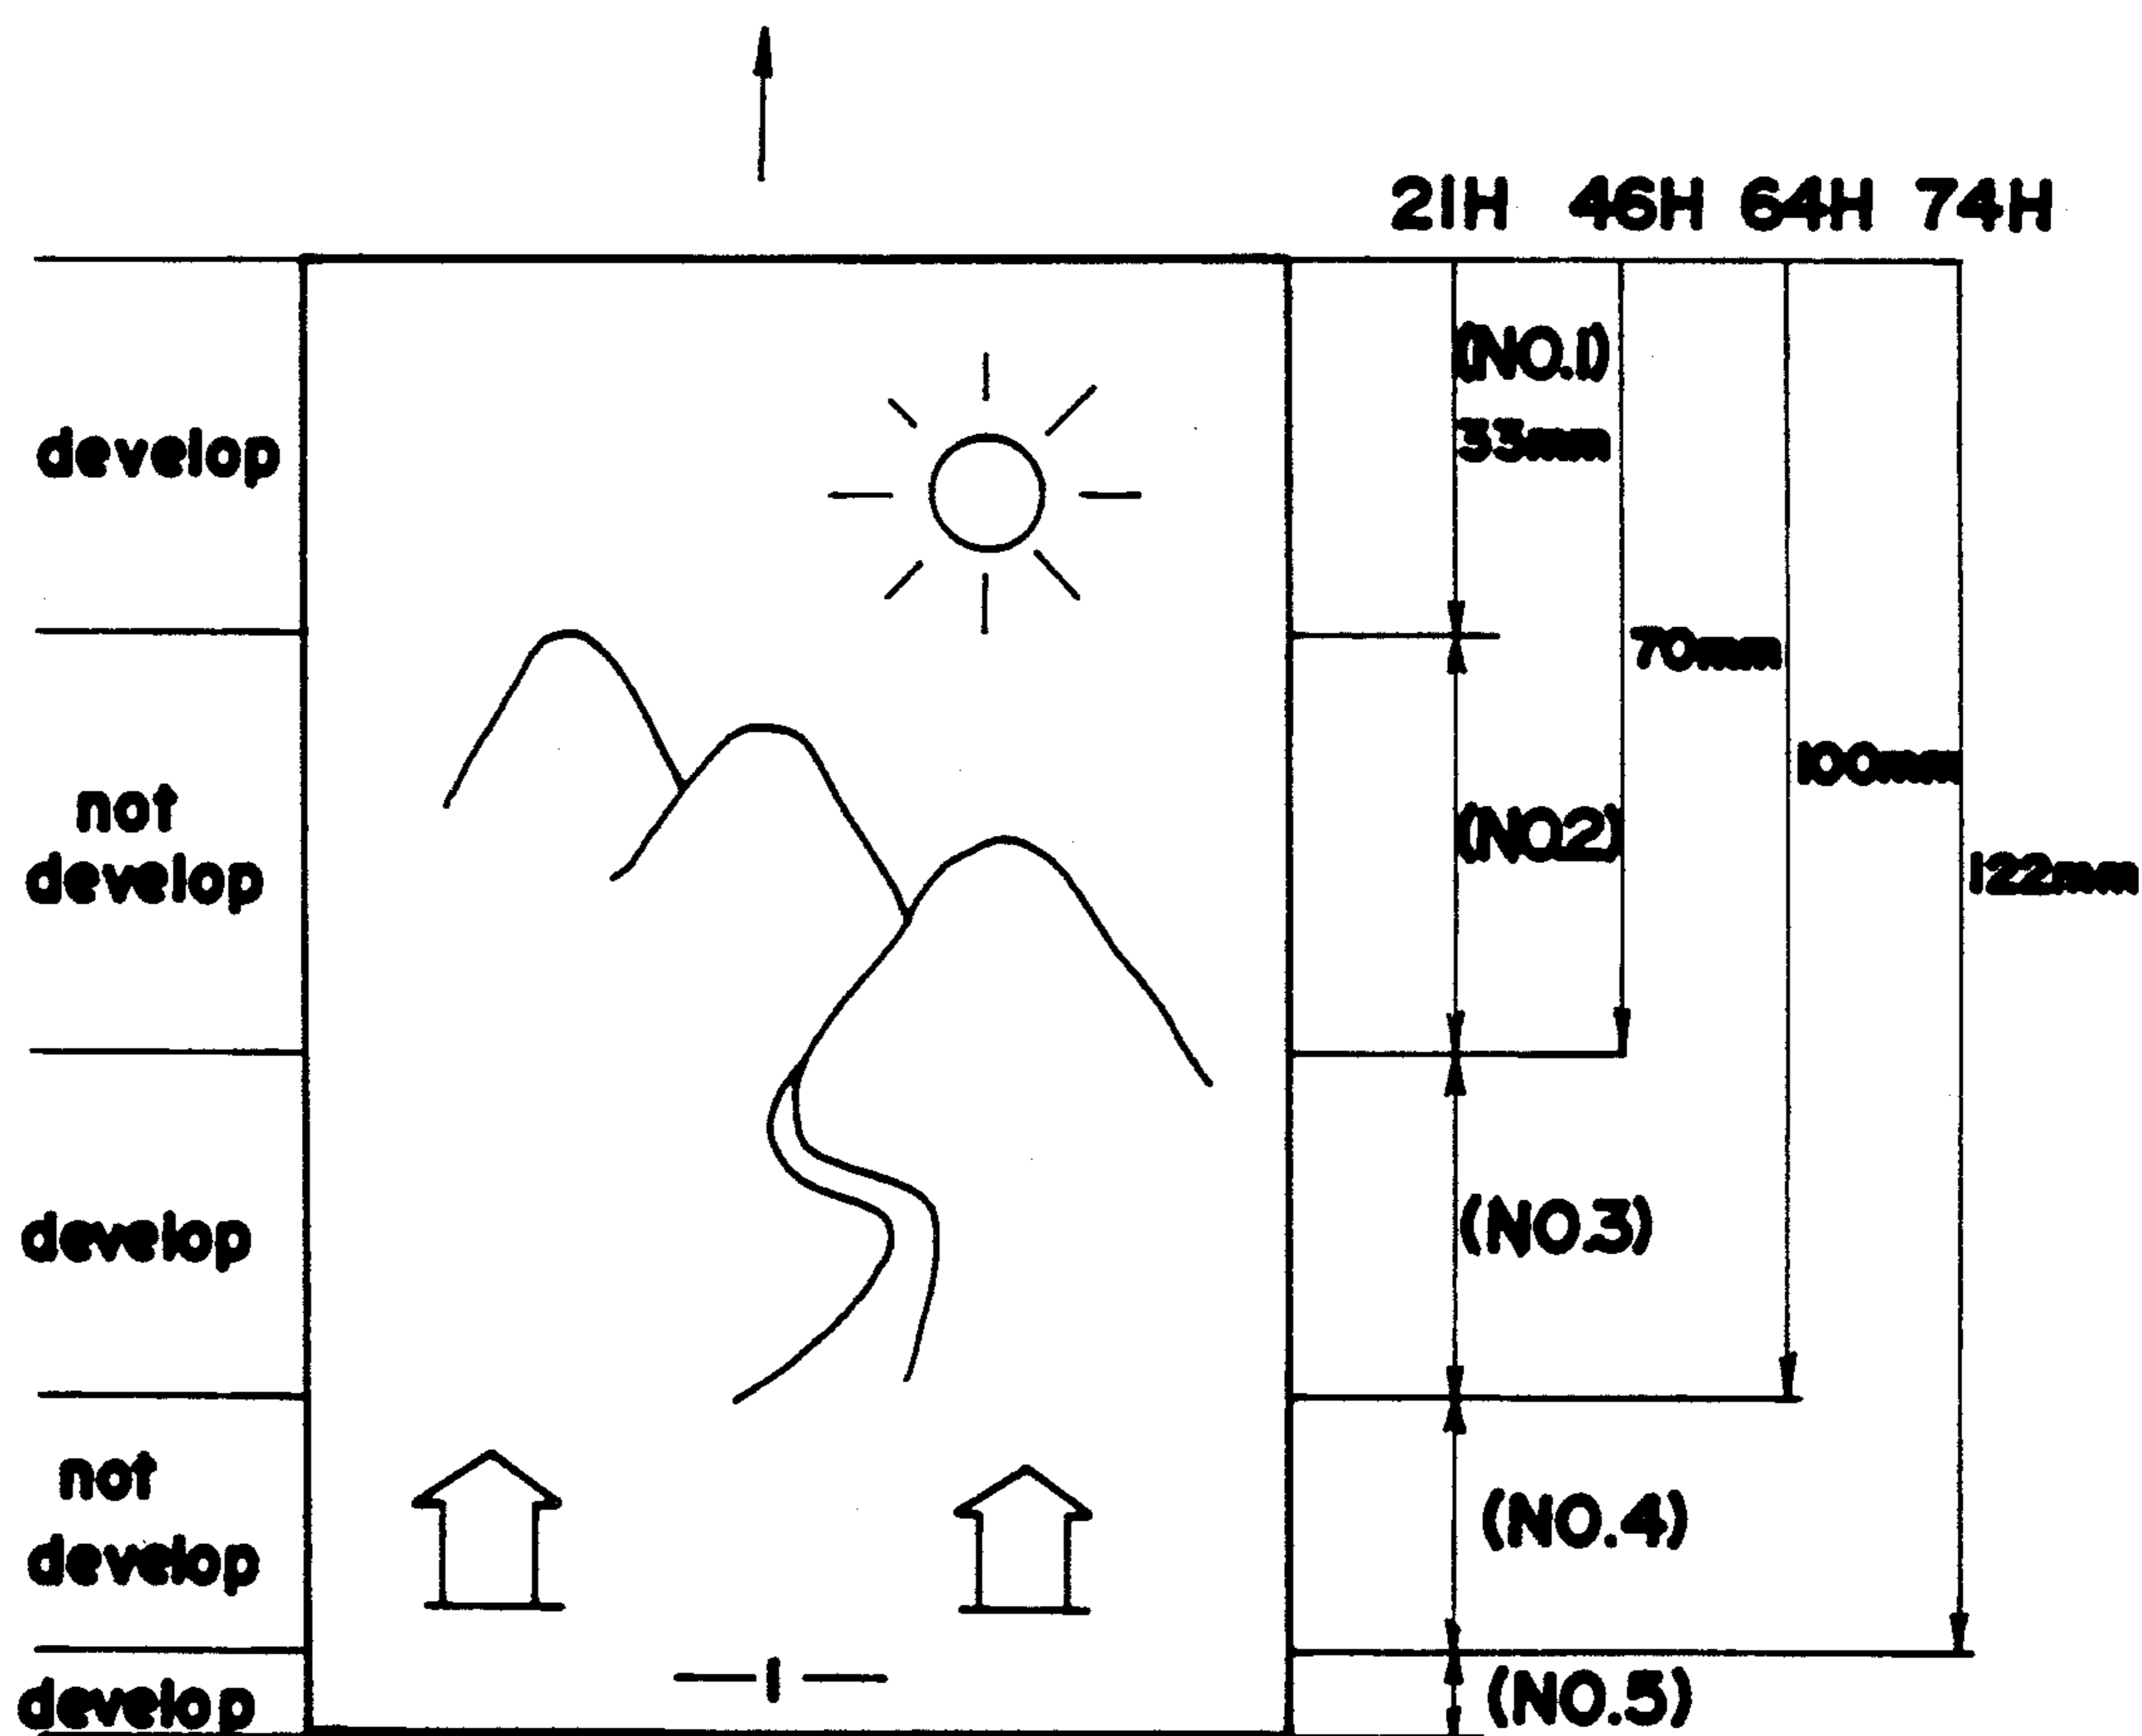 21H 46H 64H 74H
(NO.1)
33mm
develop
70mm
100mm
not
develop
(NO2)
122mm
develop
(NO.3)
not
develop
(NO.4)
develop
(NO.5)
-1-